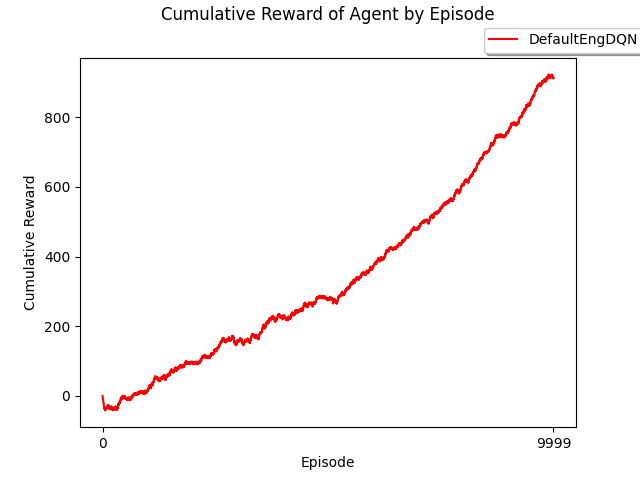 Cumulative Reward of Agent by Episode
DefaultEngDQN
800
600
400
200
0
Cumulative Reward
0
9999
Episode